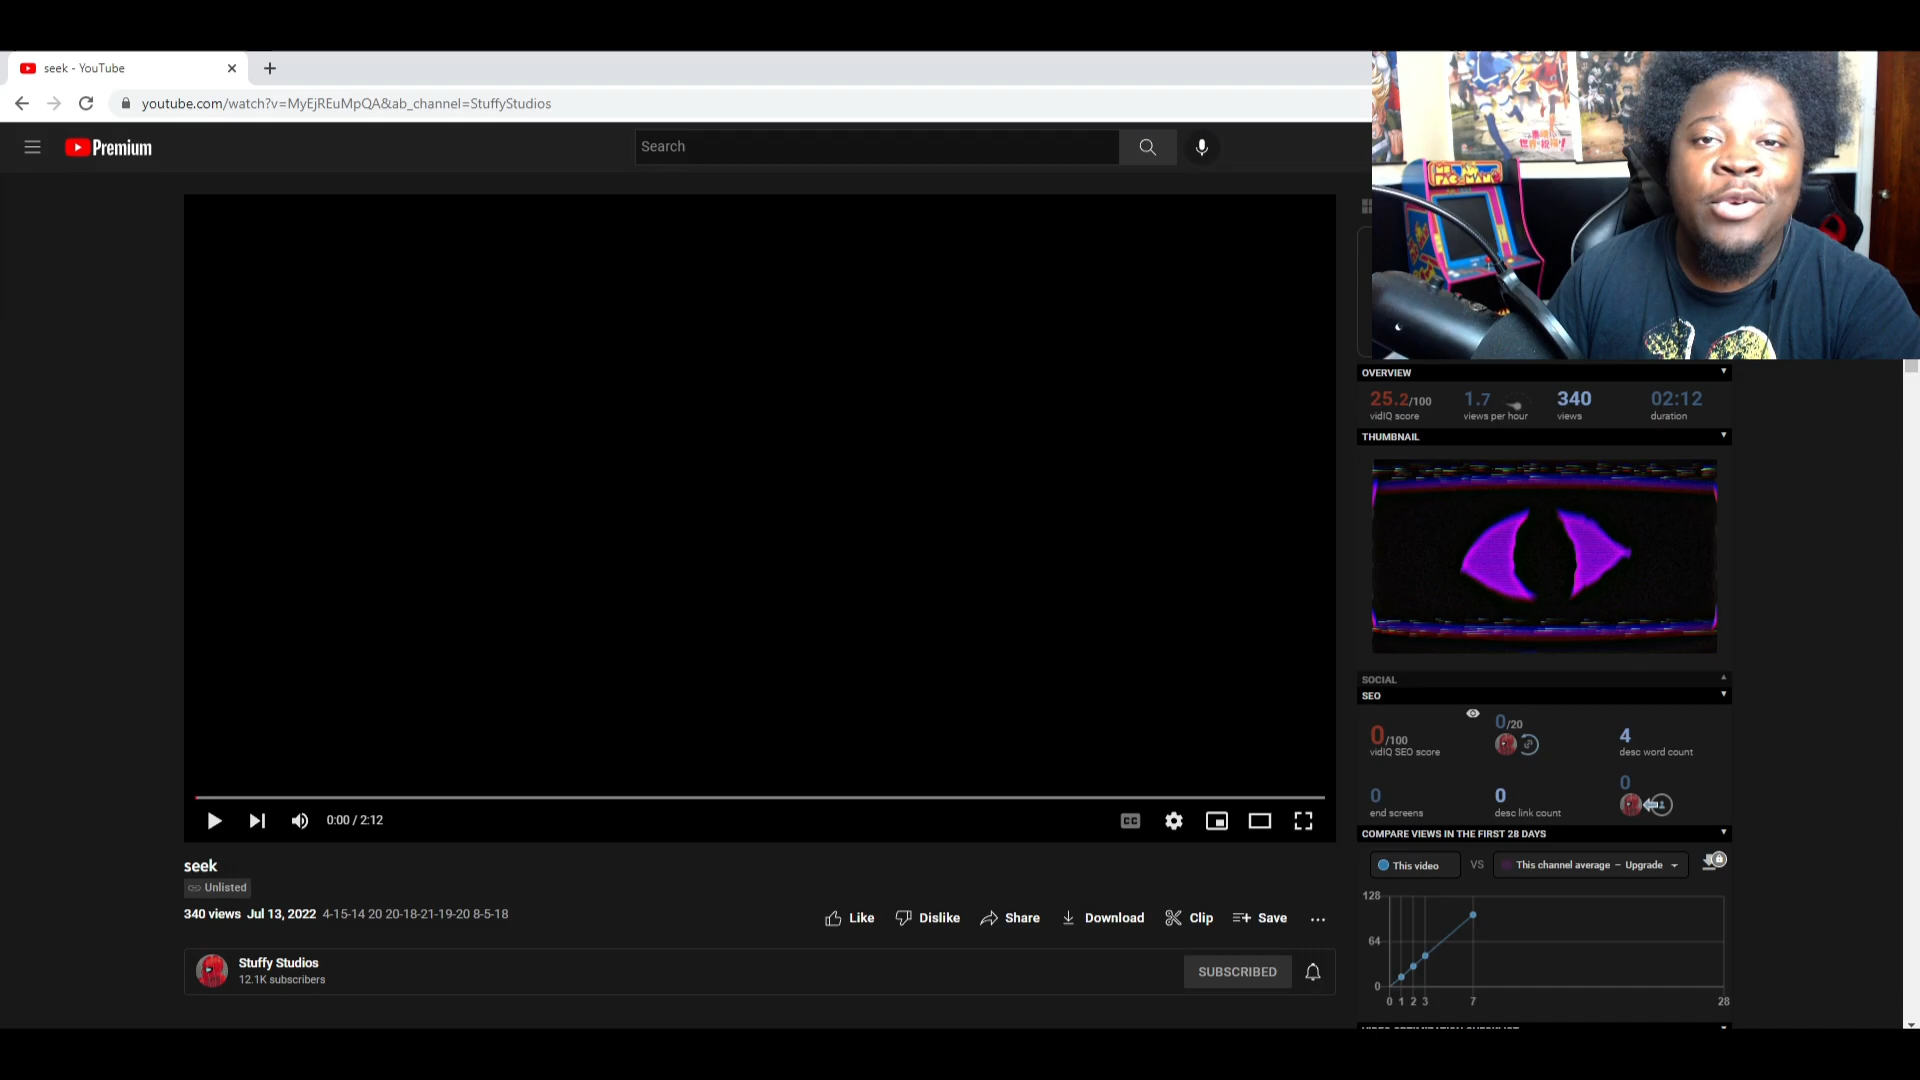 seek - YouTube
youtube.com/watch?v=MyEjREuMpQA&ab_channel=StuffyStudios
Premium
Search
PAC-MAN
OVERVIEW
25.2/100
vidIQ score
1.7
views per hour
340
views
02:12
duration
THUMBNAIL
SOCIAL
SEO
0/100
vidIQ SEO score
0/20
4
desc word count
0
end screens
0
desc link count
0
COMPARE VIEWS IN THE FIRST 28 DAYS
This video
VS
This channel average – Upgrade
128
64
0
0 1 2 3 7 28
0:00 / 2:12
CC
seek
Unlisted
340 views Jul 13, 2022 4-15-14 20 20-18-21-19-20 8-5-18
Like Dislike Share Download Clip Save
Stuffy Studios
12.1K subscribers
SUBSCRIBED